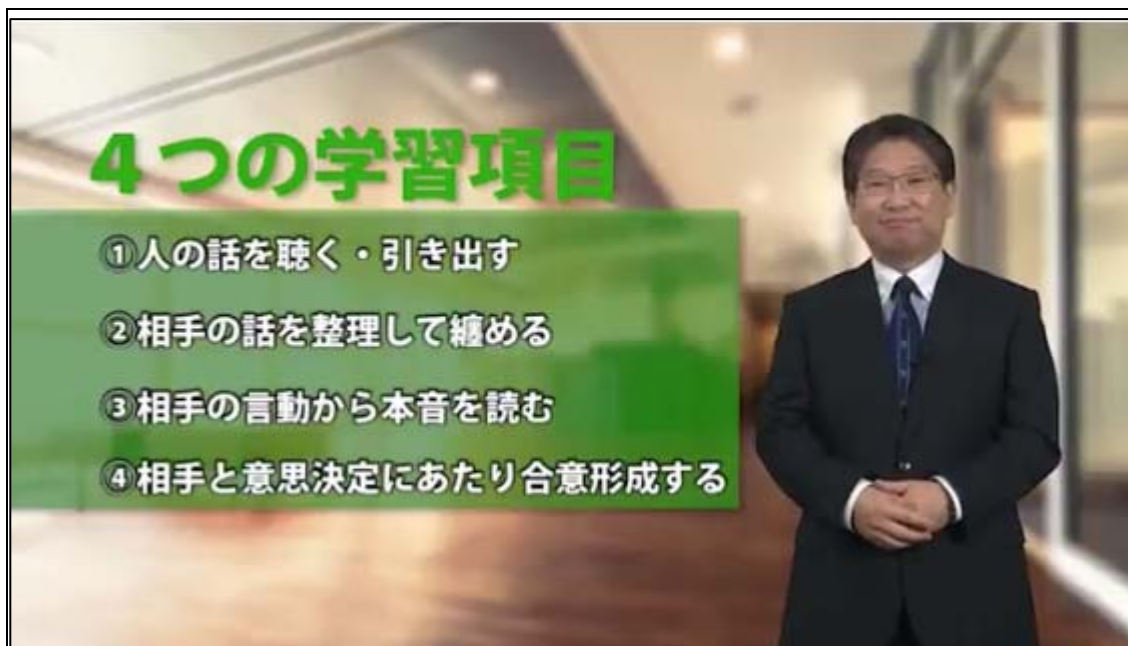 4つの学習項目
①人の話を聴く・引き出す
②相手の話を整理して纏める
③相手の言動から本音を読む
④相手と意思決定にあたり合意形成する